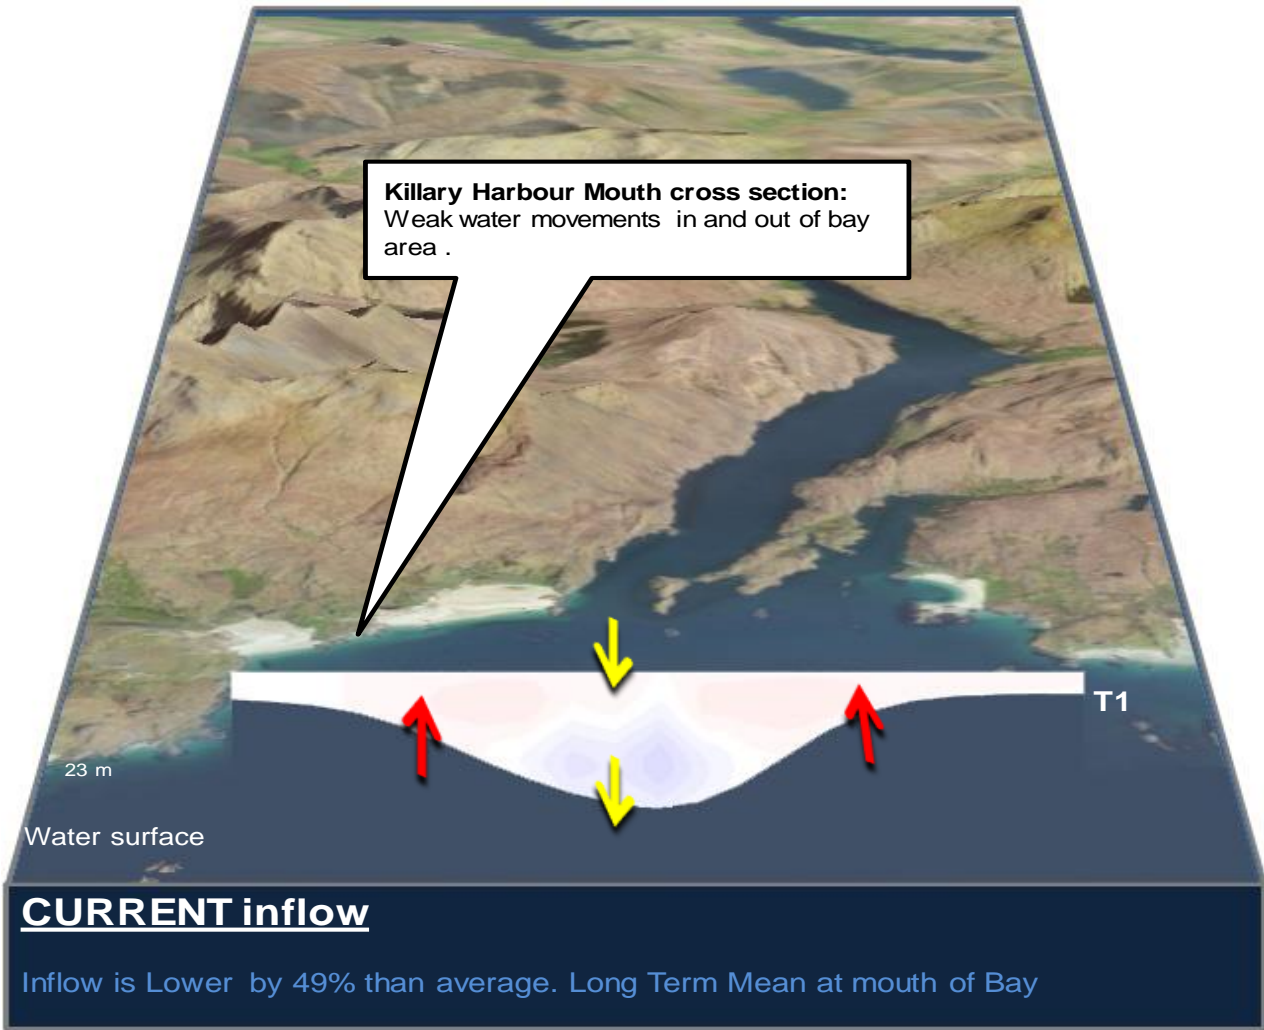 Killary Harbour Mouth cross section:
Weak water movements in and out of bay
area .
T1
23 m
Water surface
CURRENT inflow
Inflow is Lower by 49% than average. Long Term Mean at mouth of Bay